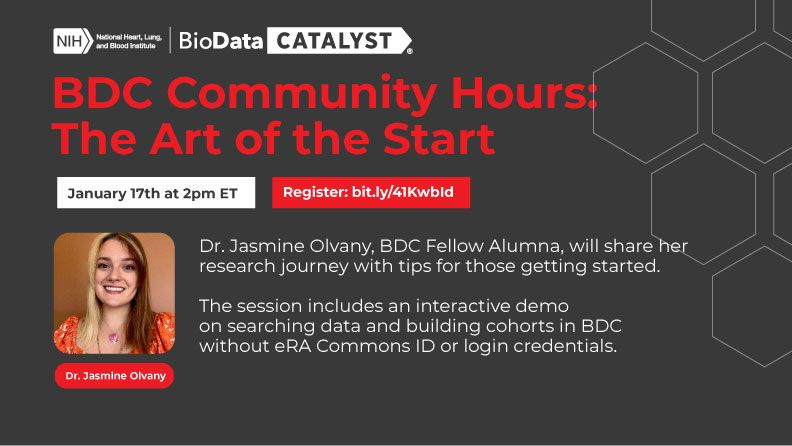 NIH National Heart, Lung,
and Blood Institute
BioData CATALYST®
BDC Community Hours:
The Art of the Start
January 17th at 2pm ET
Register: bit.ly/41KwbId
Dr. Jasmine Olvany, BDC Fellow Alumna, will share her
research journey with tips for those getting started.
The session includes an interactive demo
on searching data and building cohorts in BDC
without eRA Commons ID or login credentials.
Dr. Jasmine Olvany